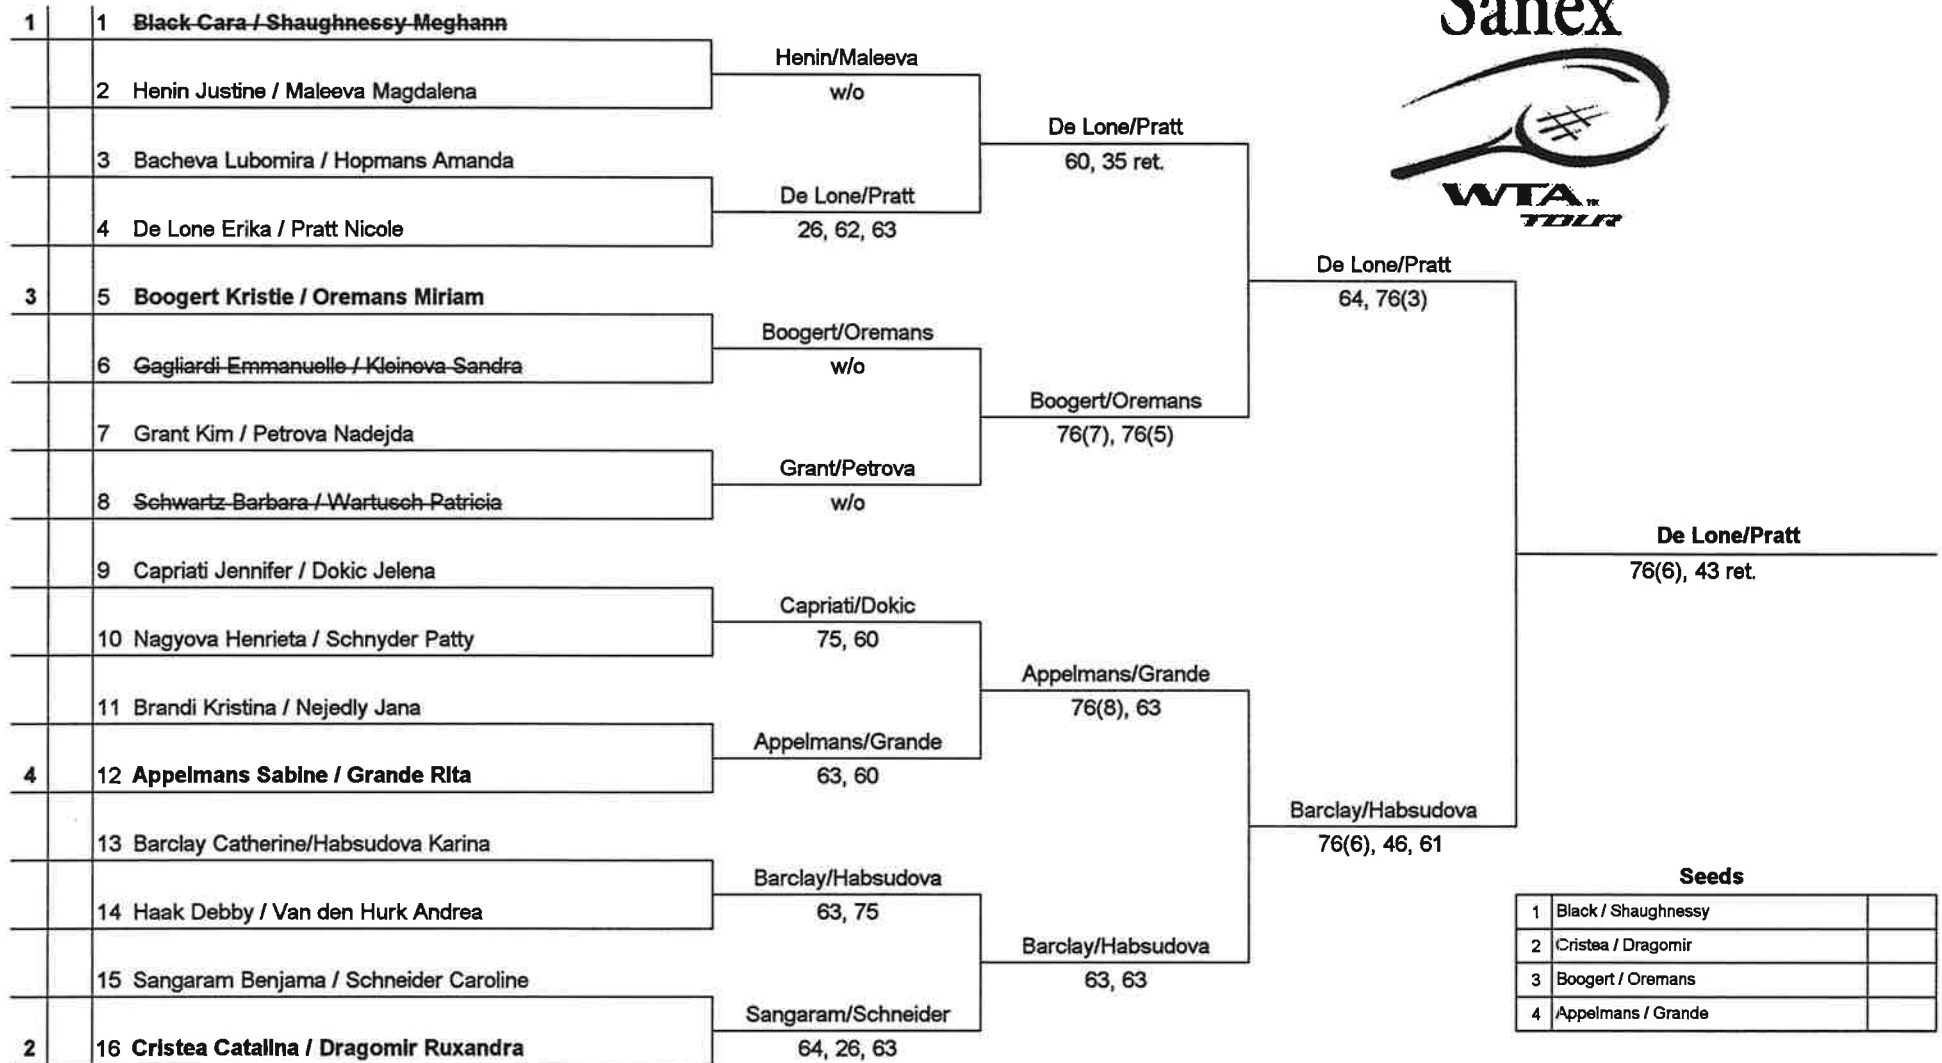 Sanex
WTA TM
TOUR
1 1 Black Cara / Shaughnessy Meghann
Henin/Maleeva
2 Henin Justine / Maleeva Magdalena
w/o
De Lone/Pratt
3 Bacheva Lubomira / Hopmans Amanda
60, 35 ret.
De Lone/Pratt
4 De Lone Erika / Pratt Nicole
26, 62, 63
De Lone/Pratt
3 5 Boogert Kristie / Oremans Miriam
64, 76(3)
Boogert/Oremans
6 Gagliardi Emmanuelle / Kleinova Sandra
w/o
Boogert/Oremans
7 Grant Kim / Petrova Nadejda
76(7), 76(5)
Grant/Petrova
8 Schwartz Barbara / Wartusch Patricia
w/o
De Lone/Pratt
9 Capriati Jennifer / Dokic Jelena
76(6), 43 ret.
Capriati/Dokic
10 Nagyova Henrieta / Schnyder Patty
75, 60
Appelmans/Grande
11 Brandi Kristina / Nejedly Jana
76(8), 63
Appelmans/Grande
4 12 Appelmans Sabine / Grande Rita
63, 60
Barclay/Habsudova
13 Barclay Catherine/Habsudova Karina
76(6), 46, 61
Barclay/Habsudova
14 Haak Debby / Van den Hurk Andrea
63, 75
Barclay/Habsudova
15 Sangaram Benjama / Schneider Caroline
63, 63
Sangaram/Schneider
2 16 Cristea Catalina / Dragomir Ruxandra
64, 26, 63
Seeds
1 Black / Shaughnessy
2 Cristea / Dragomir
3 Boogert / Oremans
4 Appelmans / Grande